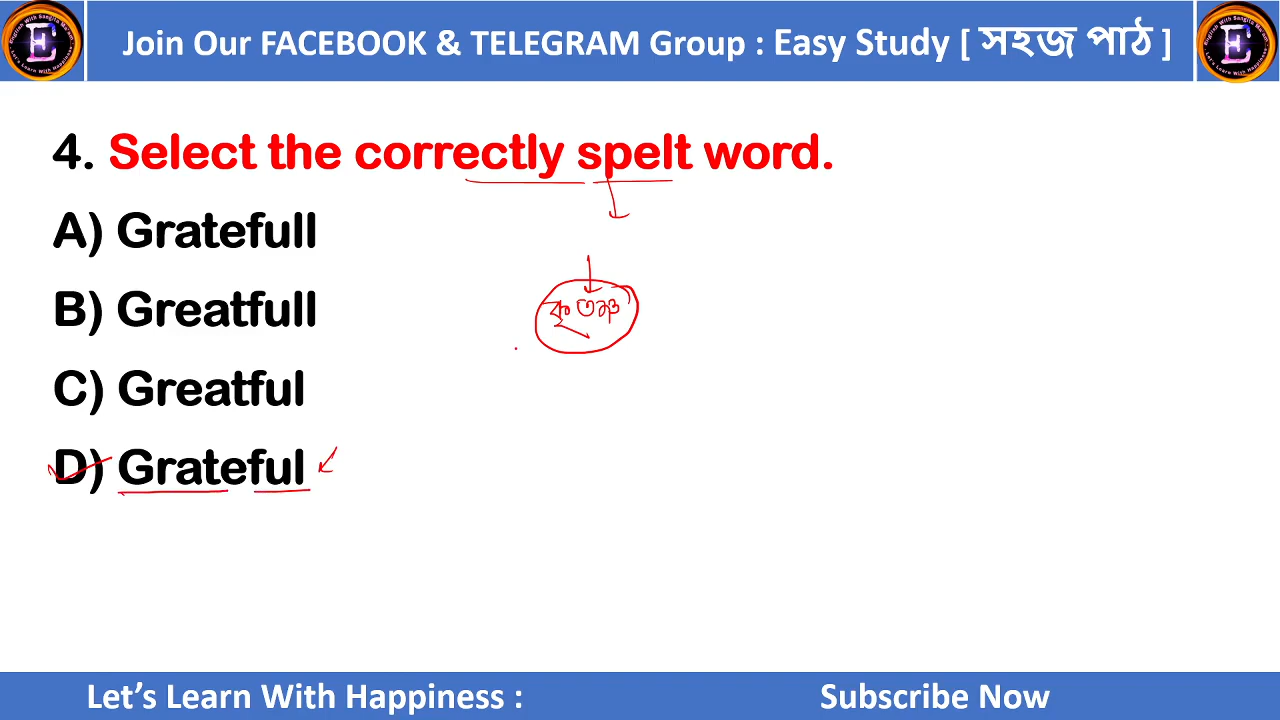 Join Our FACEBOOK & TELEGRAM Group : Easy Study [ সহজ পাঠ ]
4. Select the correctly spelt word.
A) Gratefull
B) Greatfull
কৃতজ্ঞ
C) Greatful
D) Grateful
Let's Learn With Happiness :
Subscribe Now